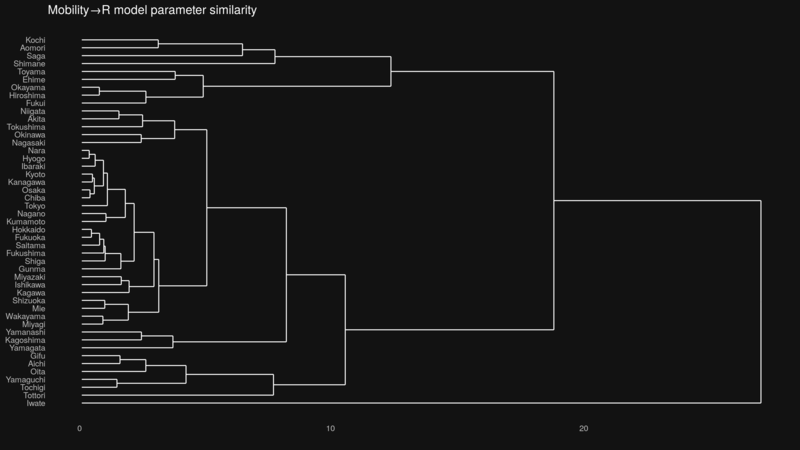 Mobility→R model parameter similarity
Kochi
Aomori
Saga
Shimane
Toyama
Ehime
Okayama
Hiroshima
Fukui
Niigata
Akita
Tokushima
Okinawa
Nagasaki
Nara
Hyogo
Ibaraki
Kyoto
Kanagawa
Osaka
Chiba
Tokyo
Nagano
Kumamoto
Hokkaido
Fukuoka
Saitama
Fukushima
Shiga
Gunma
Miyazaki
Ishikawa
Kagawa
Shizuoka
Mie
Wakayama
Miyagi
Yamanashi
Kagoshima
Yamagata
Gifu
Aichi
Oita
Yamaguchi
Tochigi
Tottori
Iwate
0 10 20